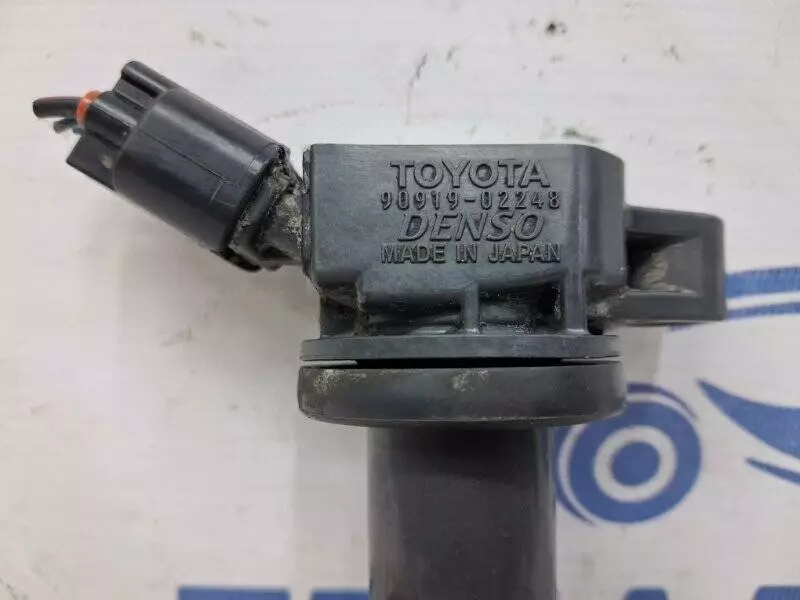 TOYOTA
90919-02248
DENSO
MADE IN JAPAN